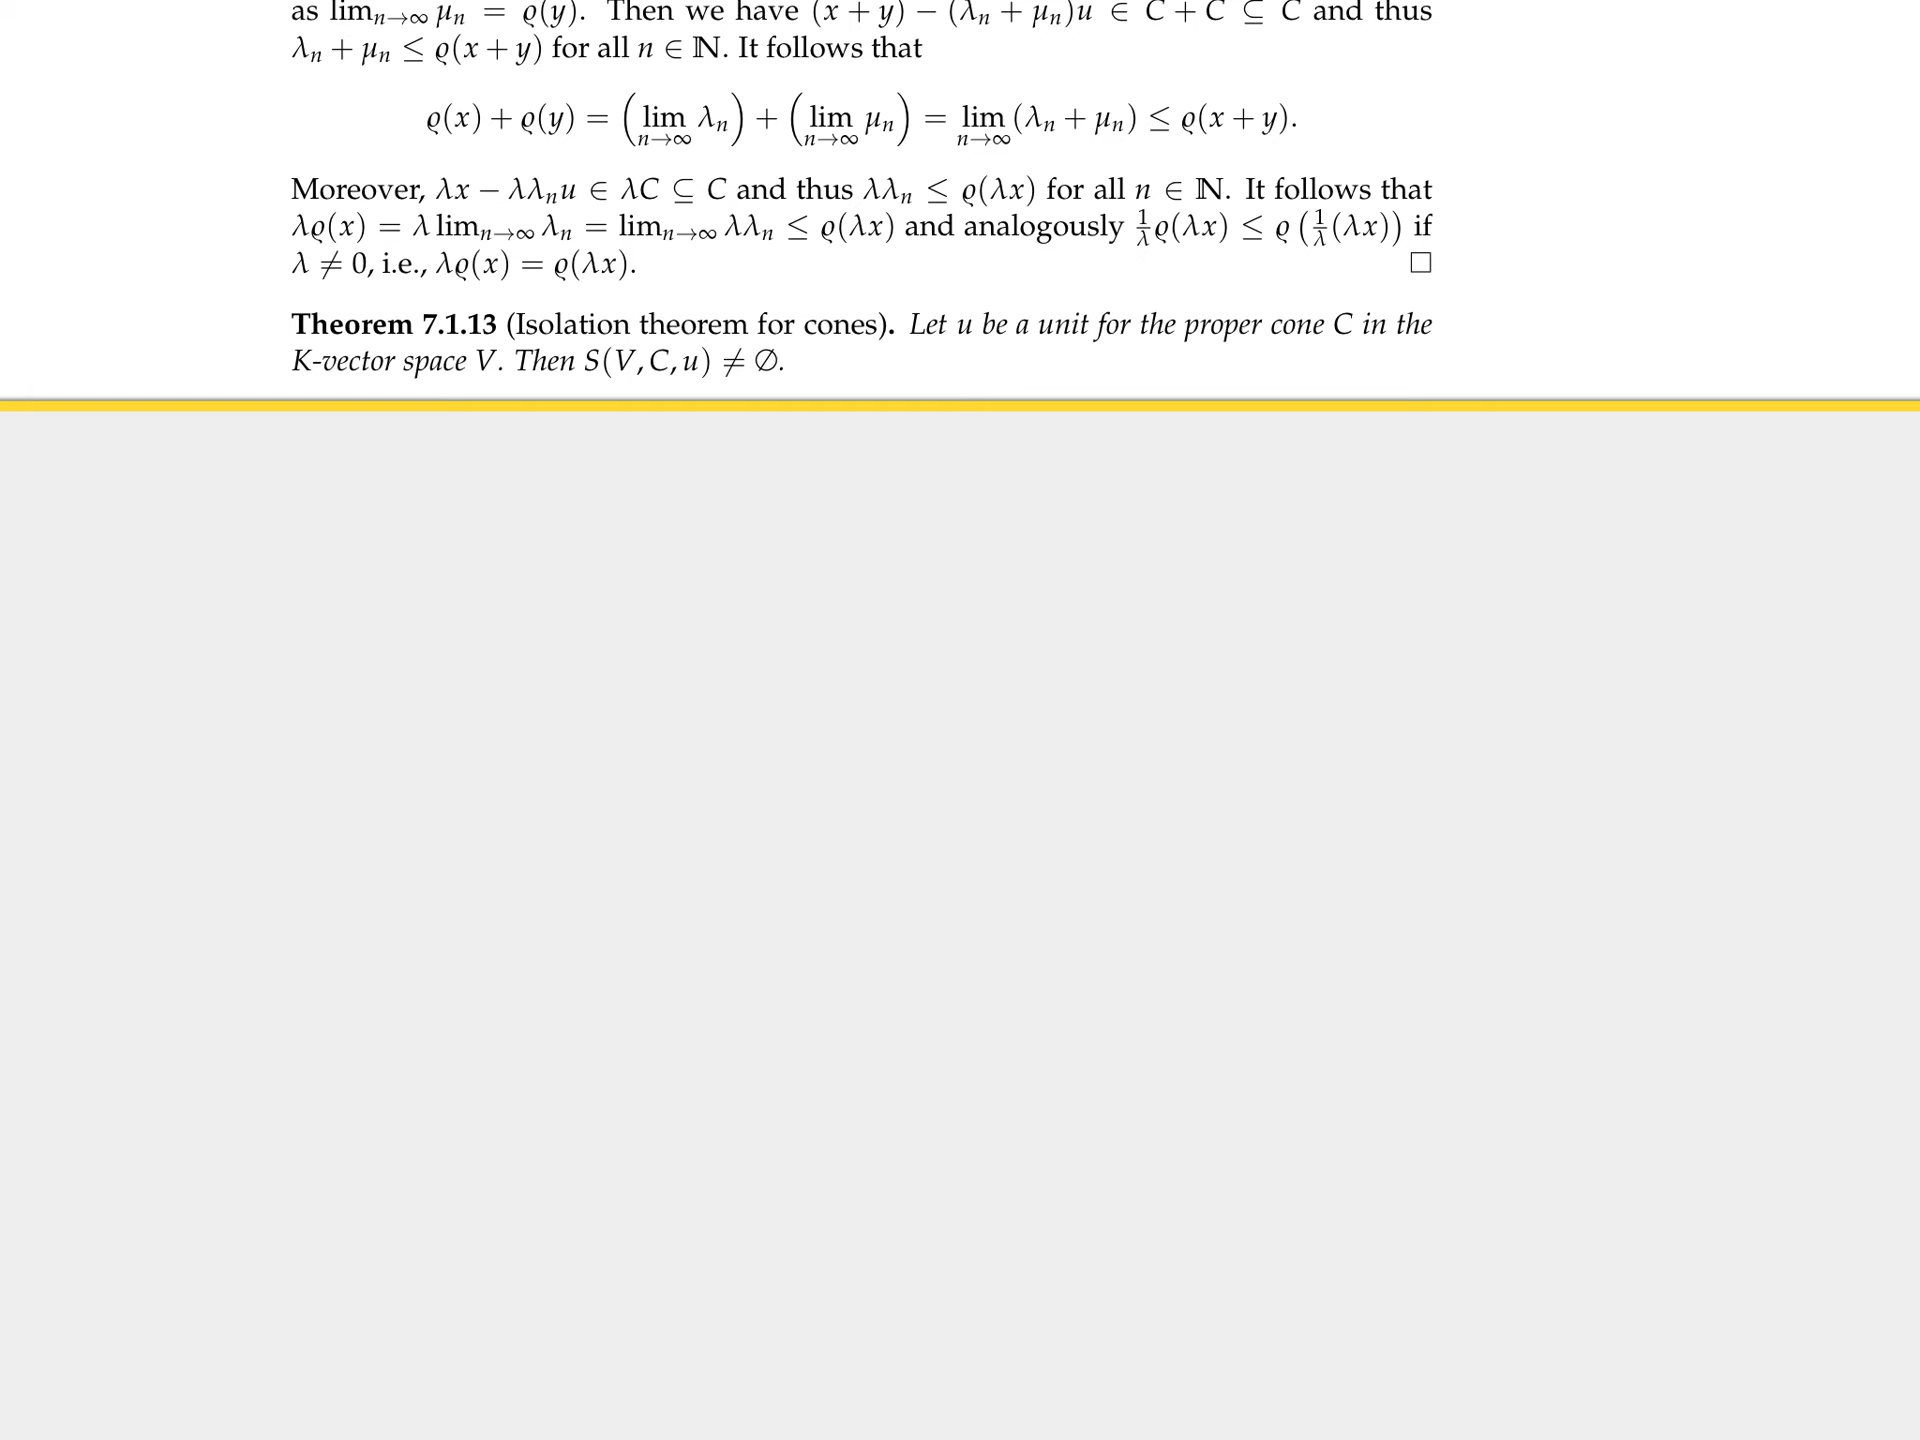 as lim_{n→∞} μ_n = ϱ(y). Then we have (x + y) − (λ_n + μ_n)u ∈ C + C ⊆ C and thus
λ_n + μ_n ≤ ϱ(x + y) for all n ∈ ℕ. It follows that
ϱ(x) + ϱ(y) = (lim_{n→∞} λ_n) + (lim_{n→∞} μ_n) = lim_{n→∞} (λ_n + μ_n) ≤ ϱ(x + y).
Moreover, λx − λλ_n u ∈ λC ⊆ C and thus λλ_n ≤ ϱ(λx) for all n ∈ ℕ. It follows that
λϱ(x) = λ lim_{n→∞} λ_n = lim_{n→∞} λλ_n ≤ ϱ(λx) and analogously 1/λ ϱ(λx) ≤ ϱ (1/λ (λx)) if
λ ≠ 0, i.e., λϱ(x) = ϱ(λx). □
Theorem 7.1.13 (Isolation theorem for cones). Let u be a unit for the proper cone C in the
K-vector space V. Then S(V, C, u) ≠ ∅.